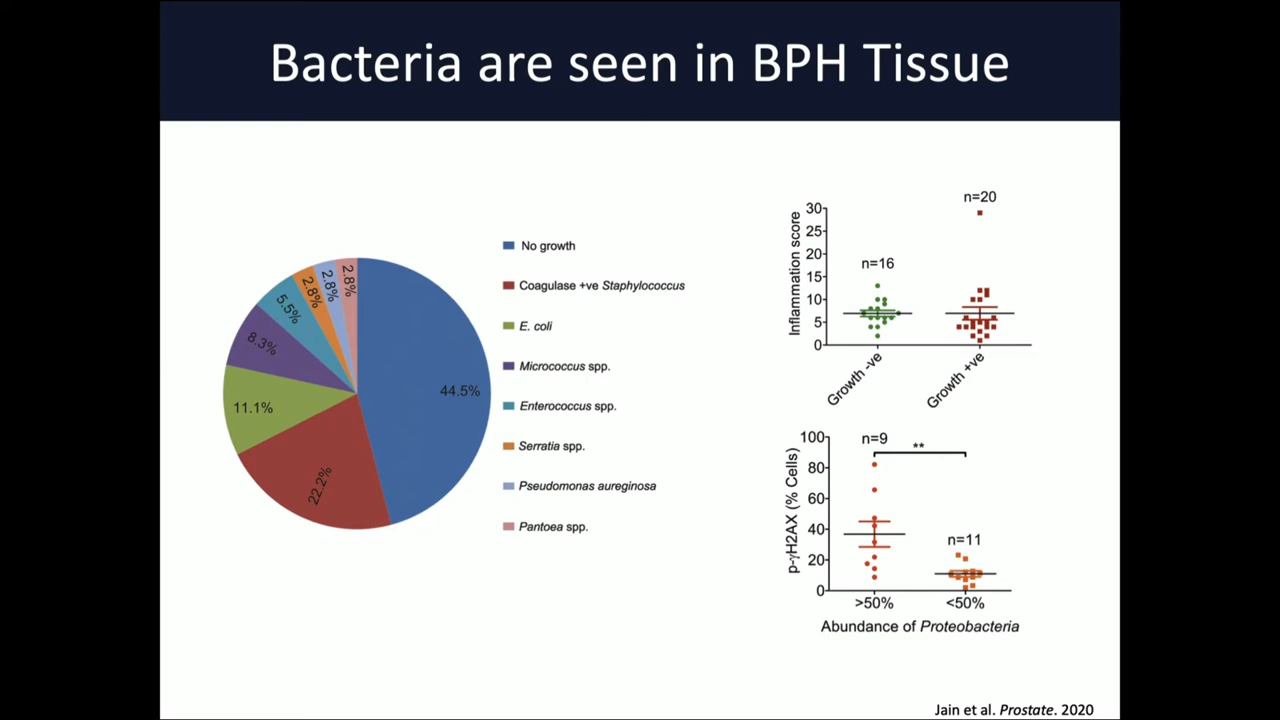 Bacteria are seen in BPH Tissue
44.5%
22.2%
11.1%
8.3%
5.5%
2.8%
2.8%
2.8%
No growth
Coagulase +ve Staphylococcus
E. coli
Micrococcus spp.
Enterococcus spp.
Serratia spp.
Pseudomonas aureginosa
Pantoea spp.
Inflammation score
30
25
20
15
10
5
0
n=16
n=20
Growth -ve
Growth +ve
p-γH2AX (% Cells)
100
80
60
40
20
0
n=9
**
n=11
>50%
<50%
Abundance of Proteobacteria
Jain et al. Prostate. 2020